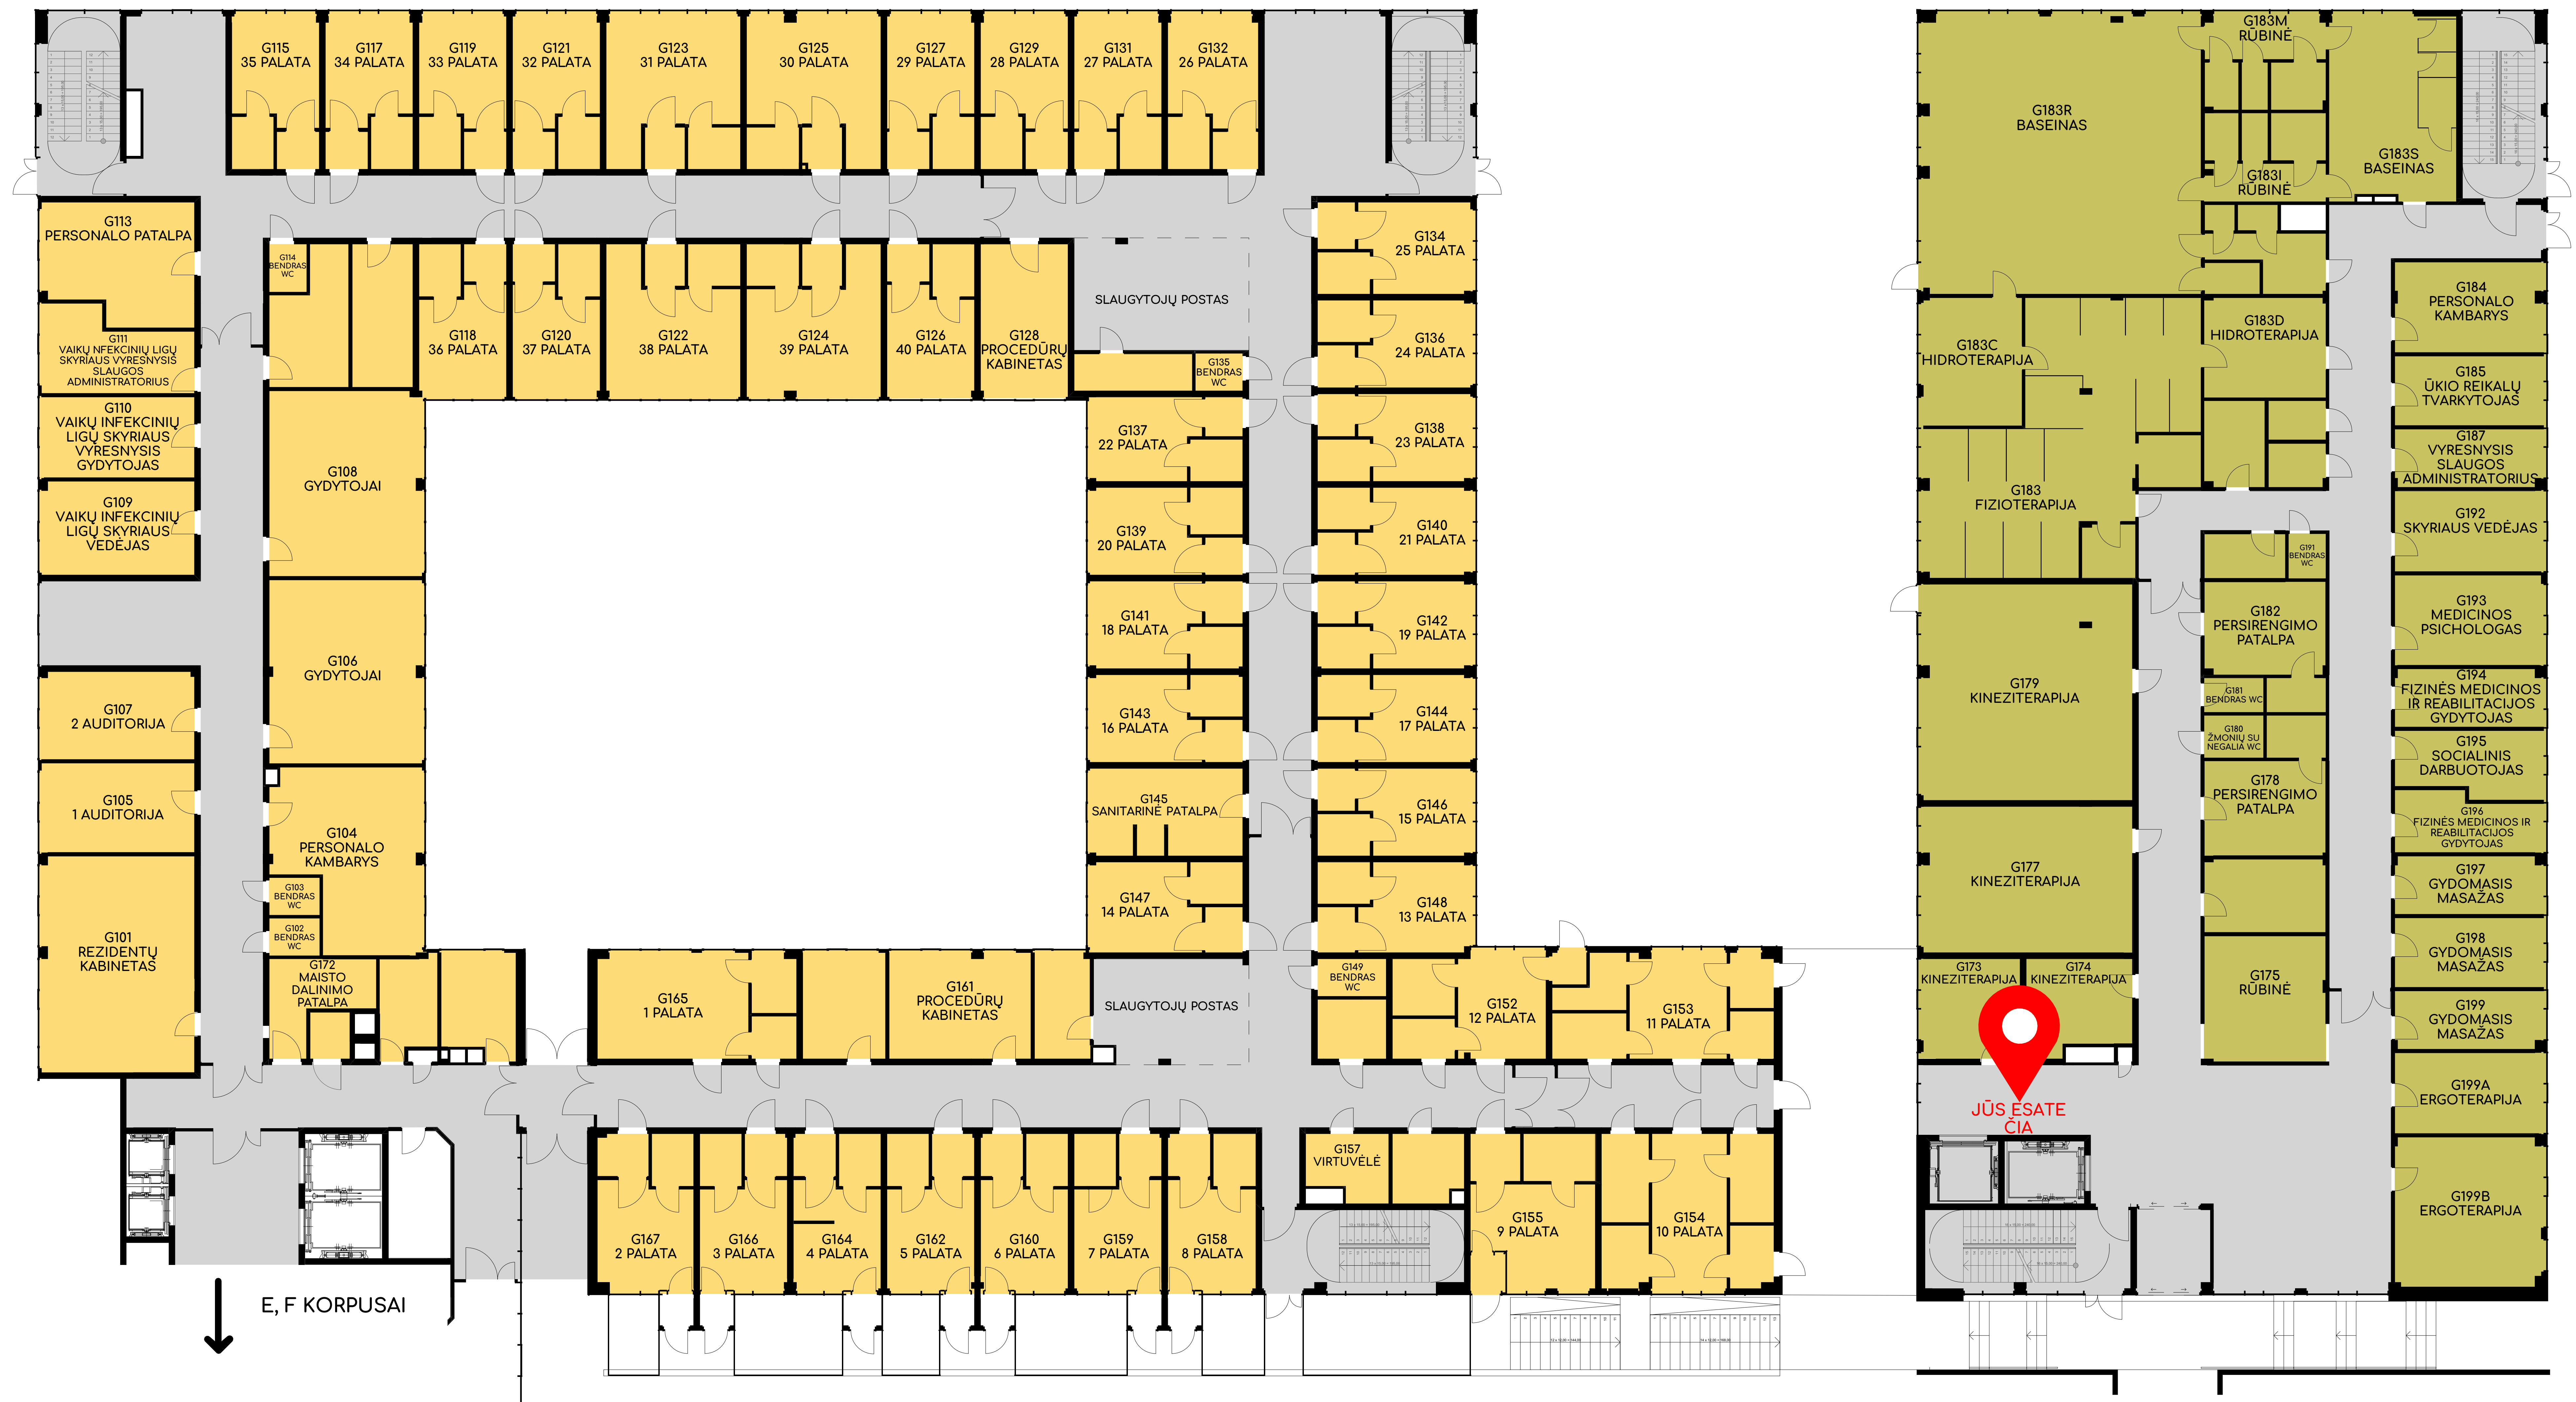 G115
35 PALATA
G117
34 PALATA
G119
33 PALATA
G121
32 PALATA
G123
31 PALATA
G125
30 PALATA
G127
29 PALATA
G129
28 PALATA
G131
27 PALATA
G132
26 PALATA
G113
PERSONALO PATALPA
G114
BENDRAS
WC
G111
VAIKŲ NFEKCINIŲ LIGŲ
SKYRIAUS VYRESNYSIS
SLAUGOS
ADMINISTRATORIUS
G118
36 PALATA
G120
37 PALATA
G122
38 PALATA
G124
39 PALATA
G126
40 PALATA
G128
PROCEDŪRŲ
KABINETAS
SLAUGYTOJŲ POSTAS
G135
BENDRAS
WC
G134
25 PALATA
G136
24 PALATA
G110
VAIKŲ INFEKCINIŲ
LIGŲ SKYRIAUS
VYRESNYSIS
GYDYTOJAS
G109
VAIKŲ INFEKCINIŲ
LIGŲ SKYRIAUS
VEDĖJAS
G108
GYDYTOJAI
G106
GYDYTOJAI
G107
2 AUDITORIJA
G105
1 AUDITORIJA
G104
PERSONALO
KAMBARYS
G103
BENDRAS
WC
G102
BENDRAS
WC
G101
REZIDENTŲ
KABINETAS
G172
MAISTO
DALINIMO
PATALPA
G137
22 PALATA
G138
23 PALATA
G139
20 PALATA
G140
21 PALATA
G141
18 PALATA
G142
19 PALATA
G143
16 PALATA
G144
17 PALATA
G145
SANITARINĖ PATALPA
G146
15 PALATA
G147
14 PALATA
G148
13 PALATA
G165
1 PALATA
G161
PROCEDŪRŲ
KABINETAS
SLAUGYTOJŲ POSTAS
G149
BENDRAS
WC
G152
12 PALATA
G153
11 PALATA
G167
2 PALATA
G166
3 PALATA
G164
4 PALATA
G162
5 PALATA
G160
6 PALATA
G159
7 PALATA
G158
8 PALATA
G157
VIRTUVĖLĖ
G155
9 PALATA
G154
10 PALATA
E, F KORPUSAI
G183R
BASEINAS
G183M
RŪBINĖ
G183I
RŪBINĖ
G183S
BASEINAS
G183C
HIDROTERAPIJA
G183D
HIDROTERAPIJA
G184
PERSONALO
KAMBARYS
G185
ŪKIO REIKALŲ
TVARKYTOJAS
G187
VYRESNYSIS
SLAUGOS
ADMINISTRATORIUS
G183
FIZIOTERAPIJA
G192
SKYRIAUS VEDĖJAS
G191
BENDRAS
WC
G182
PERSIRENGIMO
PATALPA
G193
MEDICINOS
PSICHOLOGAS
G179
KINEZITERAPIJA
G181
BENDRAS WC
G180
ŽMONIŲ SU
NEGALIA WC
G194
FIZINĖS MEDICINOS
IR REABILITACIJOS
GYDYTOJAS
G195
SOCIALINIS
DARBUOTOJAS
G178
PERSIRENGIMO
PATALPA
G196
FIZINĖS MEDICINOS IR
REABILITACIJOS
GYDYTOJAS
G177
KINEZITERAPIJA
G197
GYDOMASIS
MASAŽAS
G198
GYDOMASIS
MASAŽAS
G173
KINEZITERAPIJA
G174
KINEZITERAPIJA
G175
RŪBINĖ
G199
GYDOMASIS
MASAŽAS
JŪS ESATE
ČIA
G199A
ERGOTERAPIJA
G199B
ERGOTERAPIJA